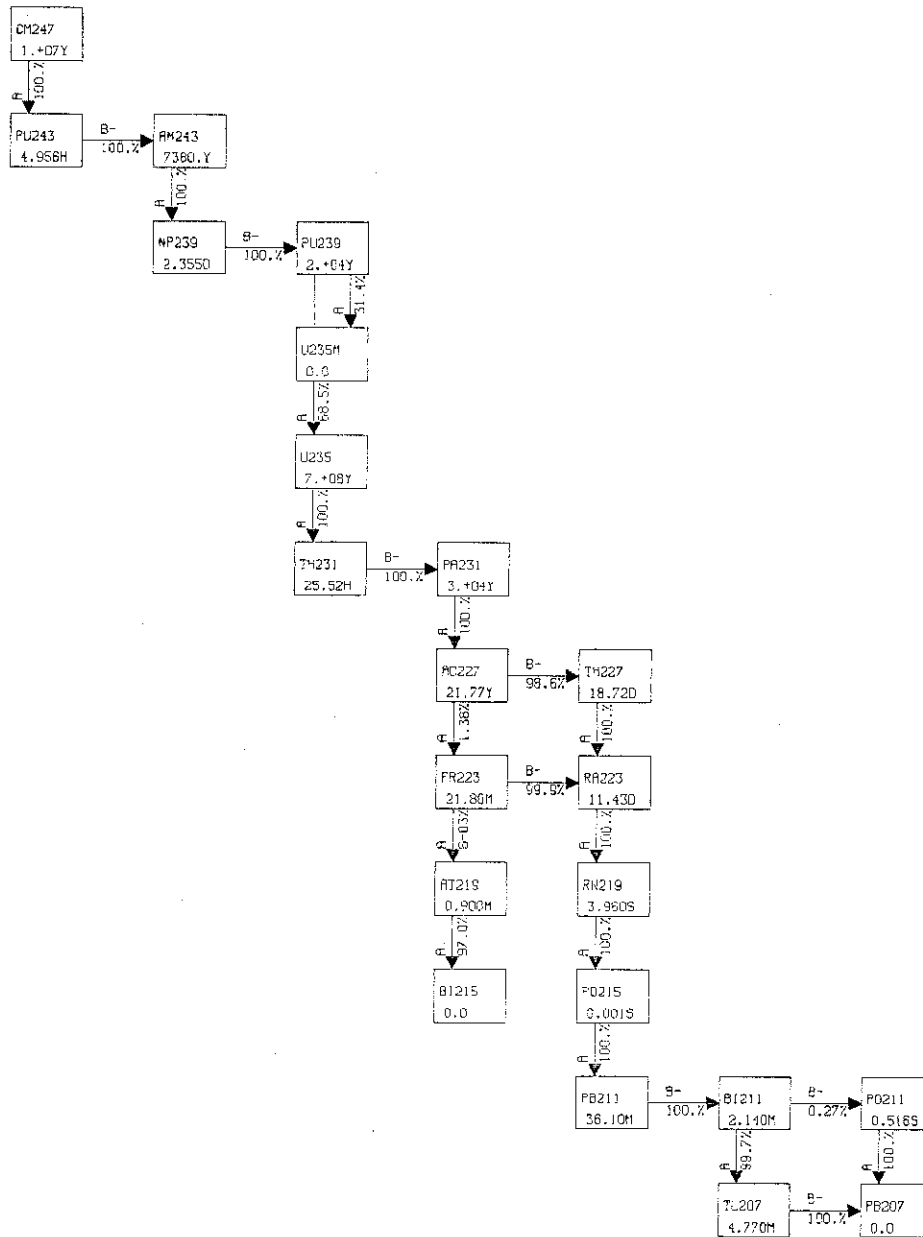 CM247
1.+07Y
A
100.%
PU243
4.956H
B-
100.%
AM243
7380.Y
A
100.%
NP239
2.355D
B-
100.%
PU239
2.+04Y
A
31.4%
U235M
0.0
A
68.5%
U235
7.+08Y
A
100.%
TH231
25.52H
B-
100.%
PA231
3.+04Y
A
100.%
AC227
21.77Y
B-
98.6%
TH227
18.72D
A
1.38%
A
100.%
FR223
B-
RA223
11.43D
A
6-03%
A
100.%
AT219
0.900M
RN219
3.960S
A
97.0%
A
100.%
BI215
0.0
PO215
0.001S
A
100.%
PB211
36.10M
B-
100.%
BI211
2.140M
B-
0.27%
PO211
0.516S
A
99.7%
A
100.%
TL207
4.770M
B-
100.%
PB207
0.0